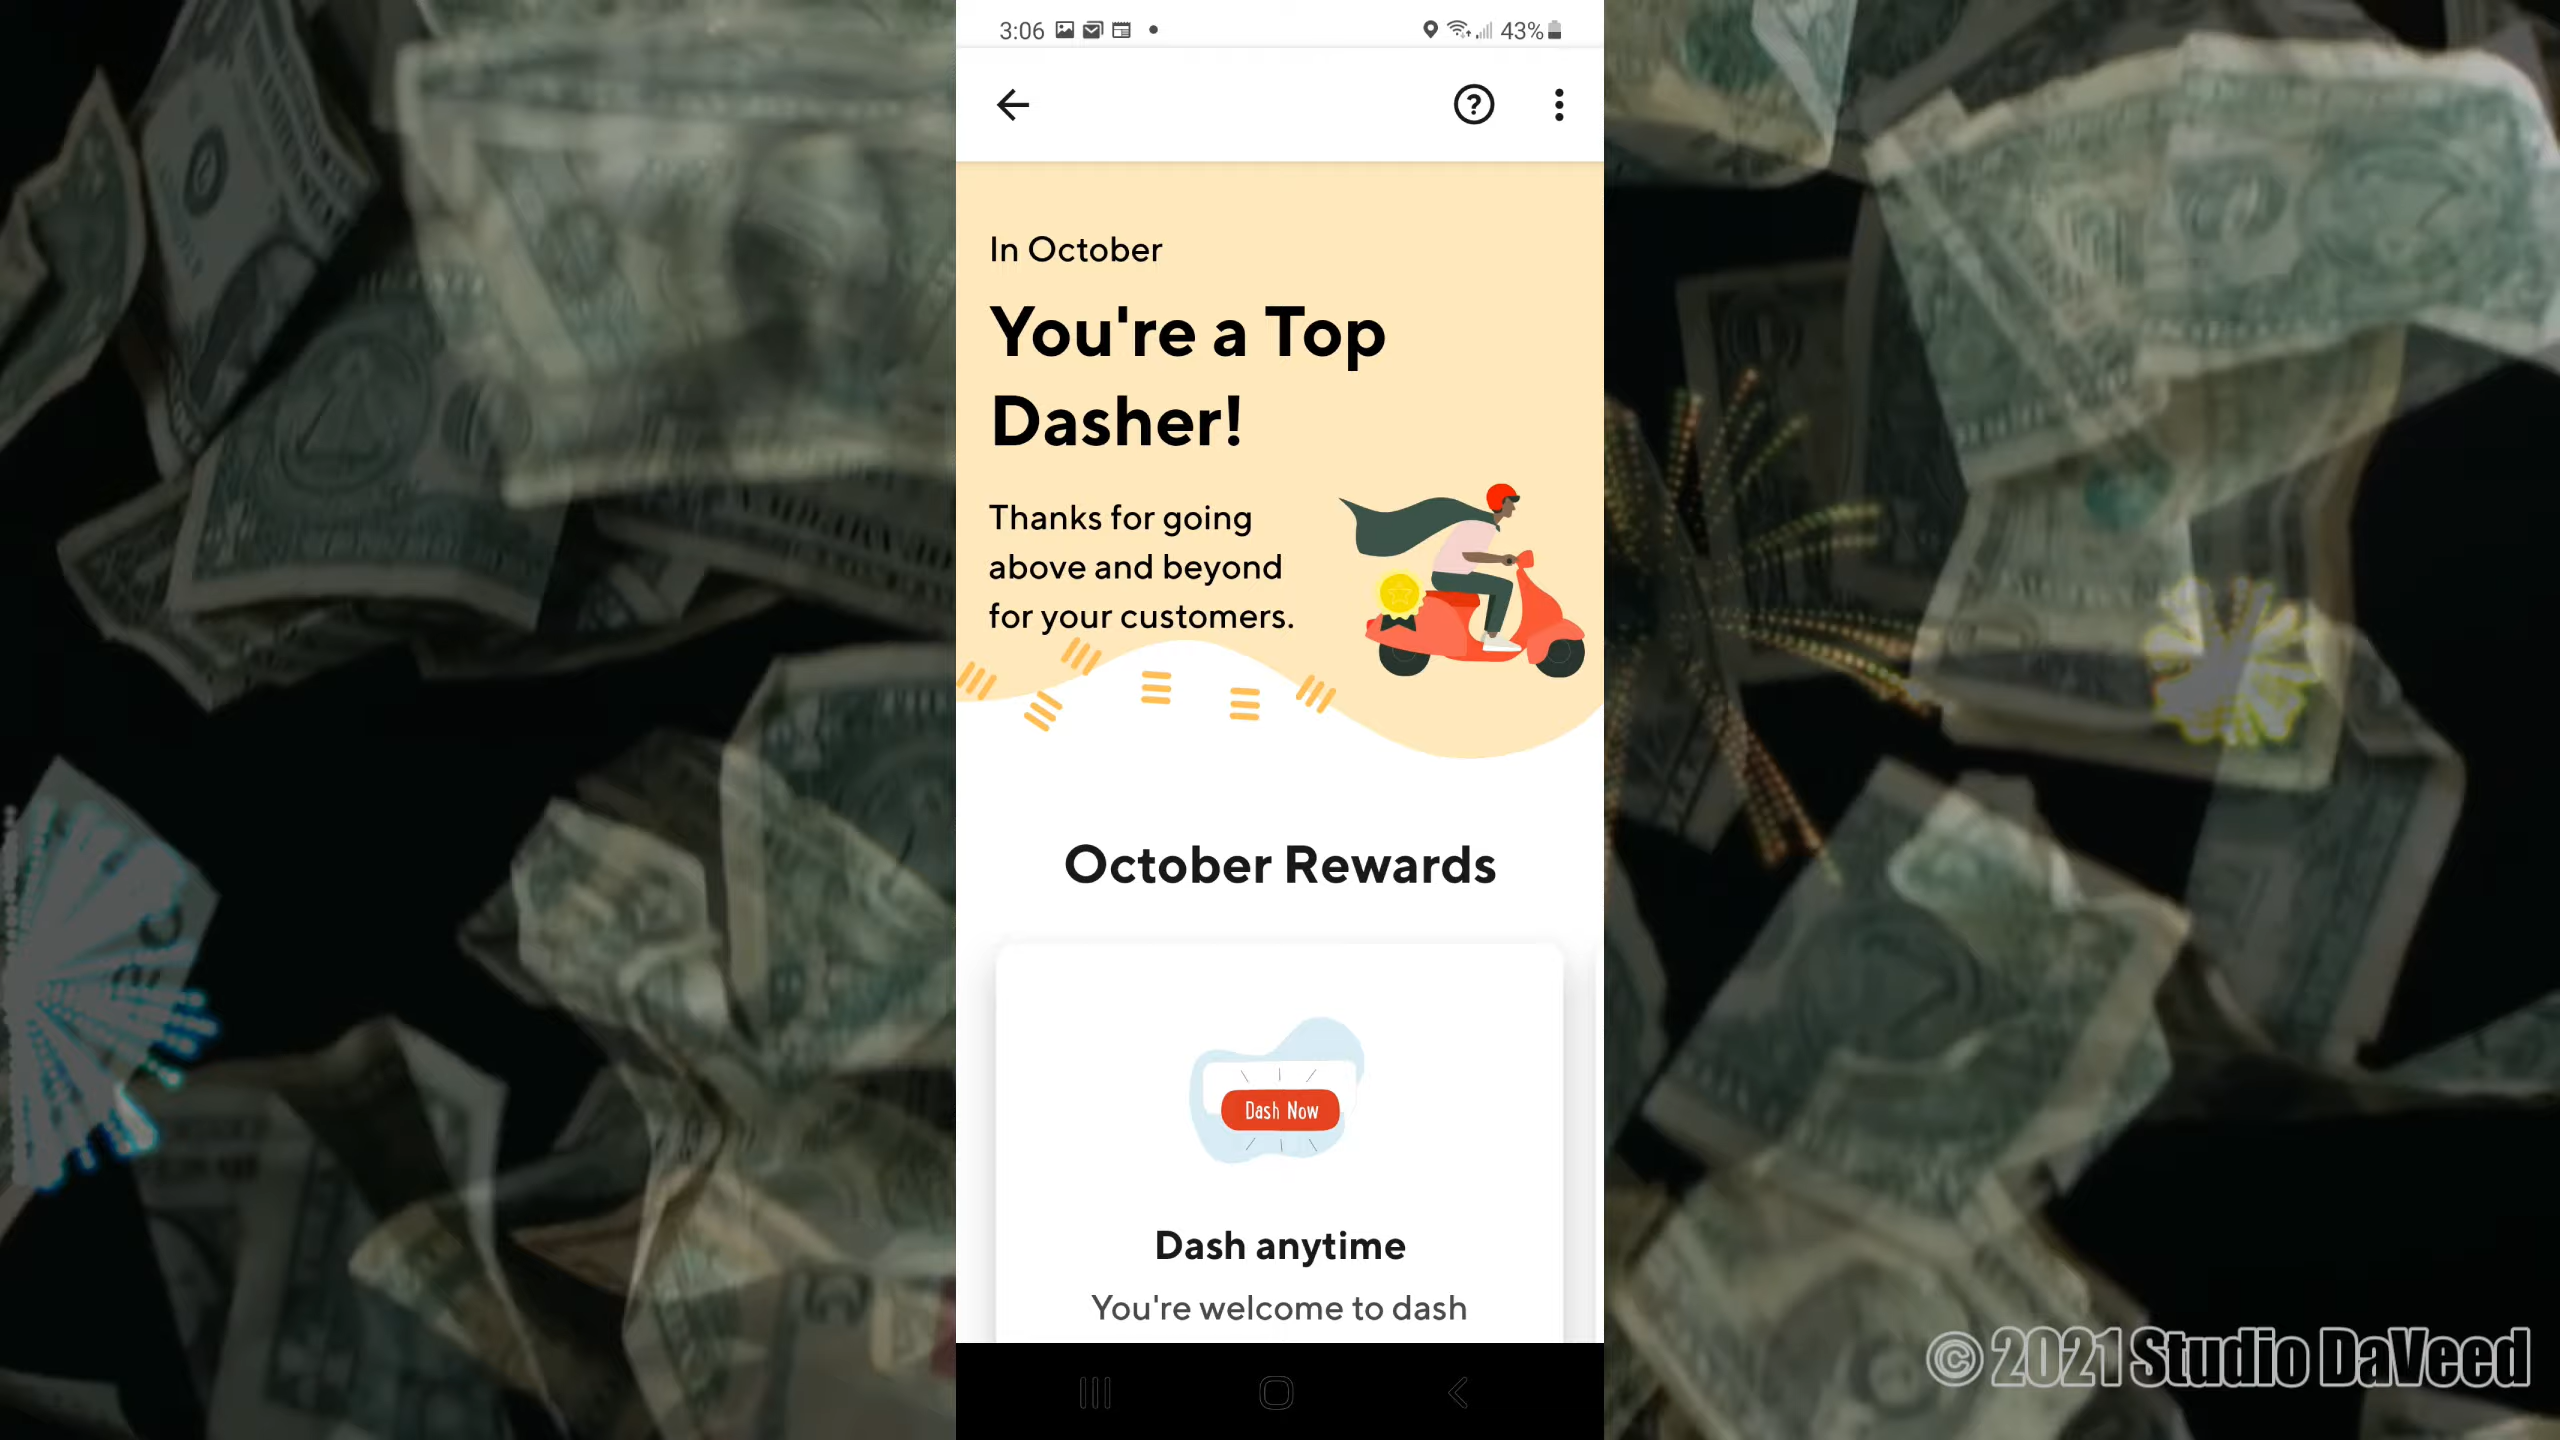 3:06
43%
In October
You're a Top
Dasher!
Thanks for going
above and beyond
for your customers.
October Rewards
Dash Now
Dash anytime
You're welcome to dash
© 2021 Studio DaVeed